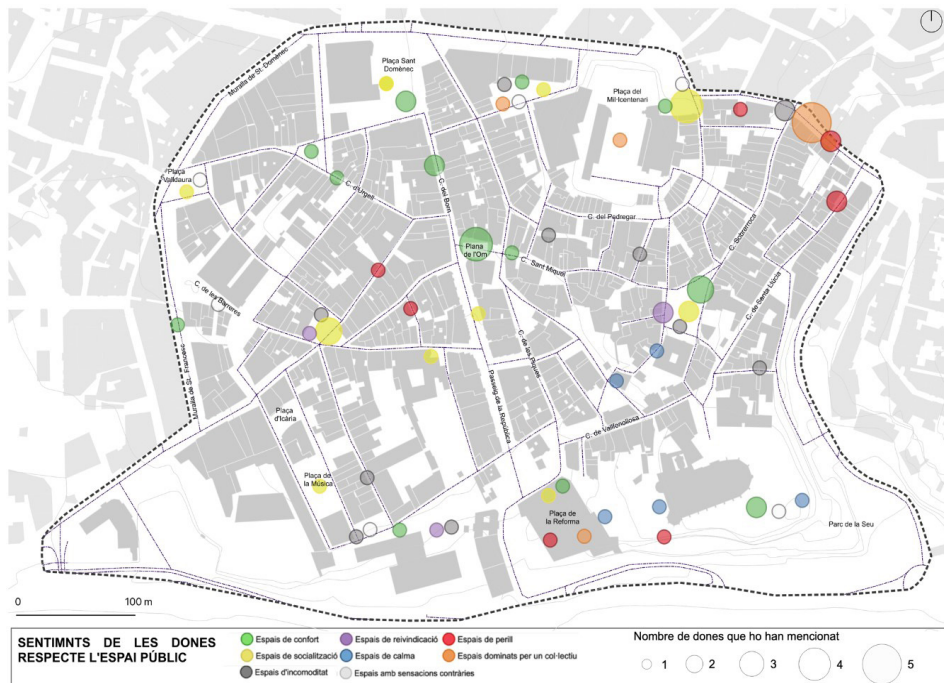 Muralla de St. Domènec
Plaça Sant
Domènec
Plaça del
Mil·lcentenari
Plaça
Valldaura
C. d'Urgell
C. del Born
C. del Pedregar
C. Sobrerroca
Plana
de l'Om
C. Sant Miquel
C. de Santa Llúcia
C. de les Barreres
Muralla de St. Francesc
C. de les Piques
Passeig de la República
Plaça
d'Icària
C. de Vallfonollosa
Plaça de
la Música
Plaça de
la Reforma
Parc de la Seu
0 100 m
SENTIMNTS DE LES DONES
RESPECTE L'ESPAI PÚBLIC
Espais de confort
Espais de socialització
Espais d'incomoditat
Espais de reivindicació
Espais de calma
Espais amb sensacions contràries
Espais de perill
Espais dominats per un col·lectiu
Nombre de dones que ho han mencionat
1 2 3 4 5